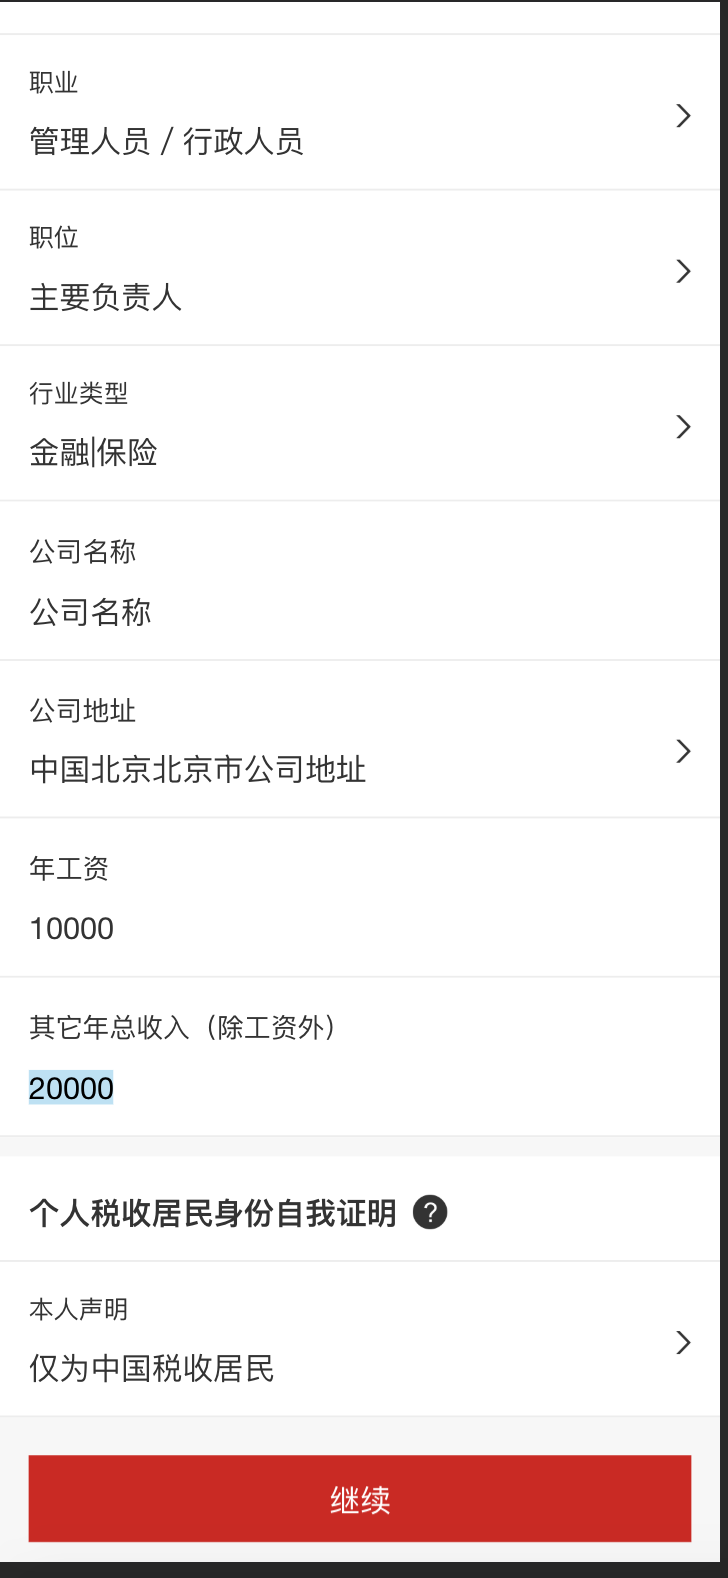 职业
管理人员 / 行政人员
职位
主要负责人
行业类型
金融|保险
公司名称
公司名称
公司地址
中国北京北京市公司地址
年工资
10000
其它年总收入（除工资外）
20000
个人税收居民身份自我证明 ?
本人声明
仅为中国税收居民
继续